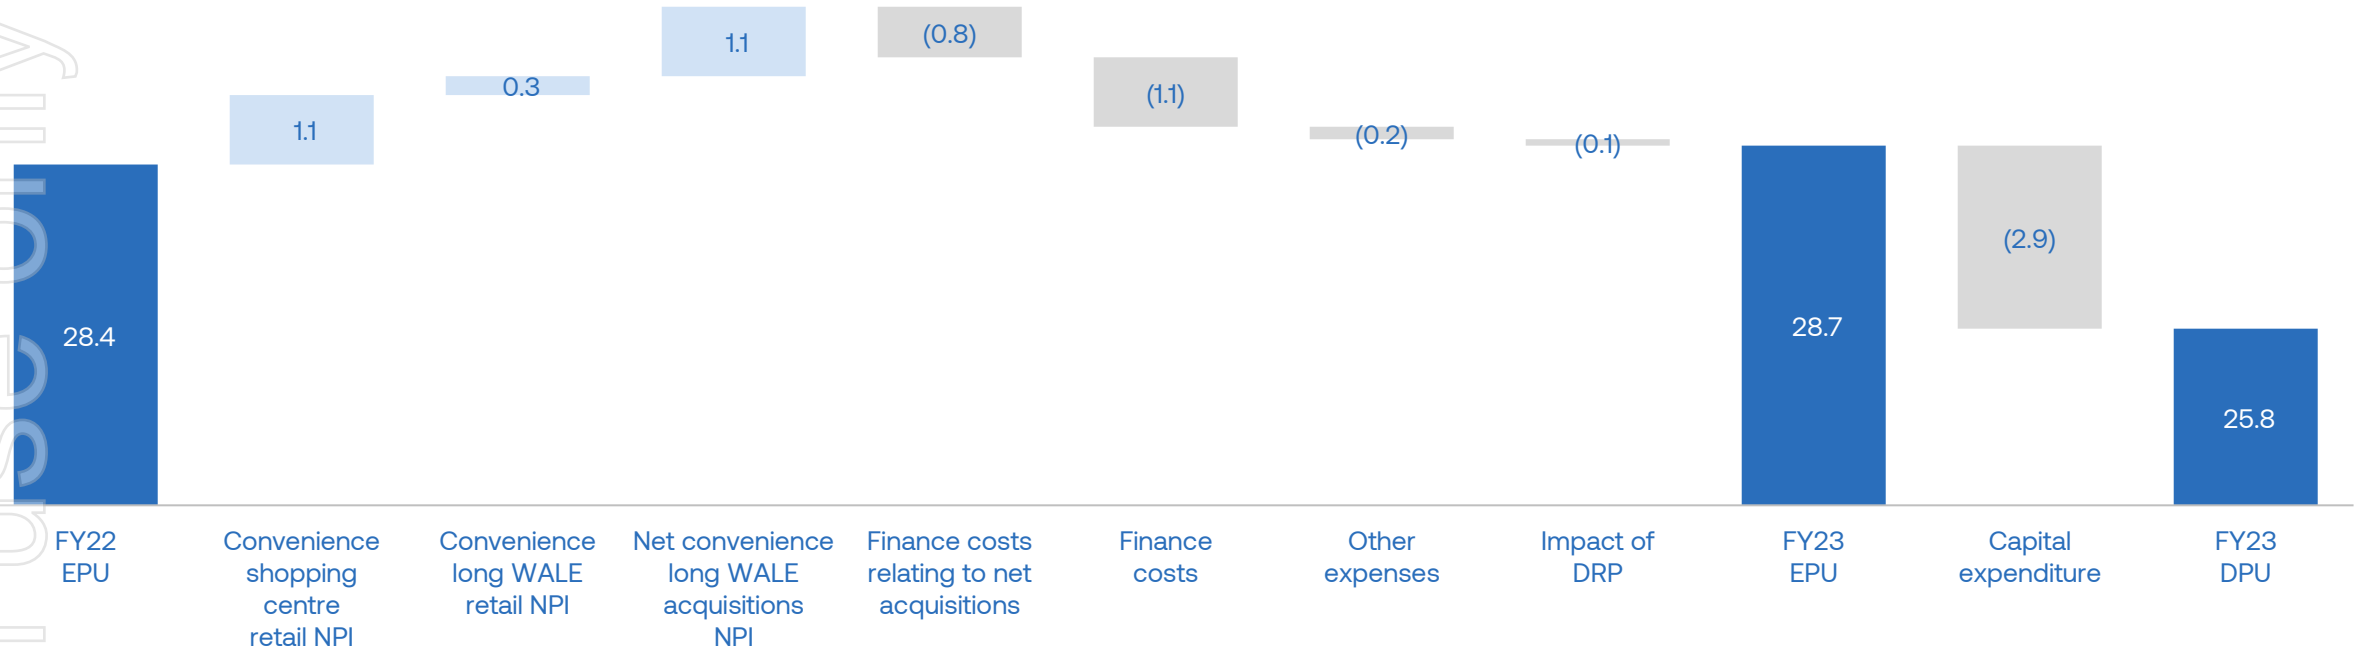 1.1
(0.8)
1.1
0.3
(1.1)
(0.2)
(0.1)
(2.9)
28.4
28.7
25.8
FY22
EPU
Convenience
shopping
centre
retail NPI
Convenience
long WALE
retail NPI
Net convenience
long WALE
acquisitions
NPI
Finance costs
relating to net
acquisitions
Finance
costs
Other
expenses
Impact of
DRP
FY23
EPU
Capital
expenditure
FY23
DPU
use only